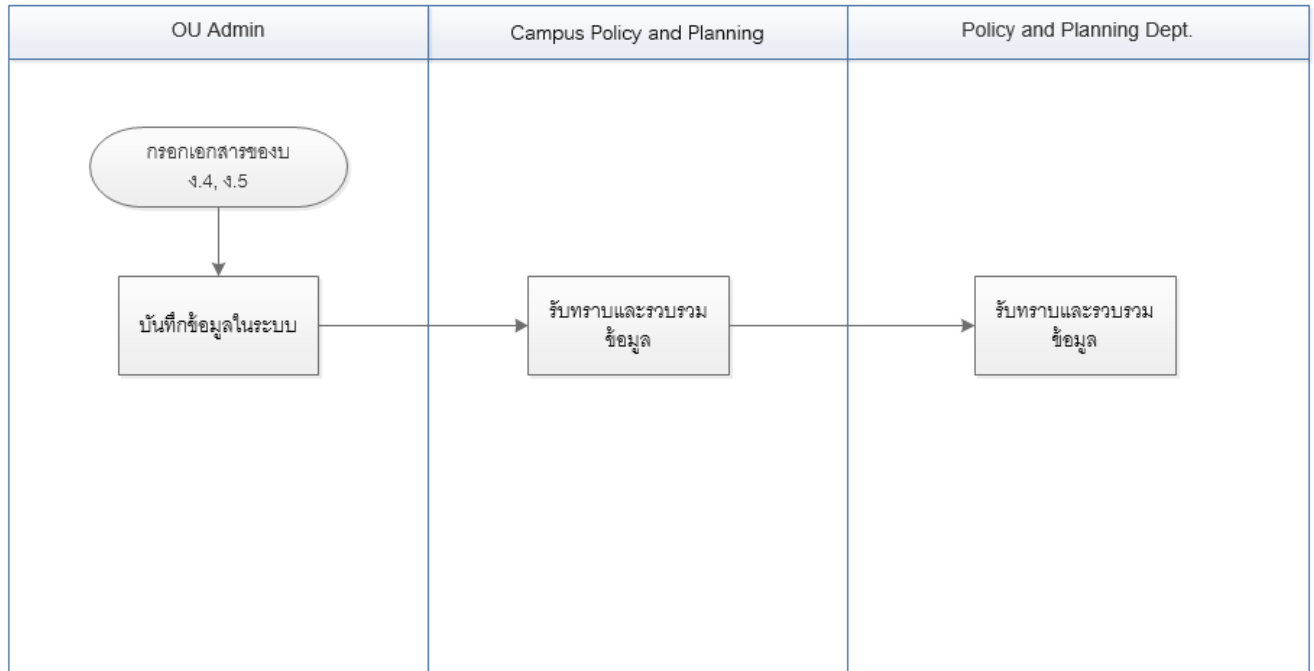 OU Admin
Campus Policy and Planning
Policy and Planning Dept.
กรอกเอกสารของบ
ง.4, ง.5
บันทึกข้อมูลในระบบ
รับทราบและรวบรวม
ข้อมูล
รับทราบและรวบรวม
ข้อมูล